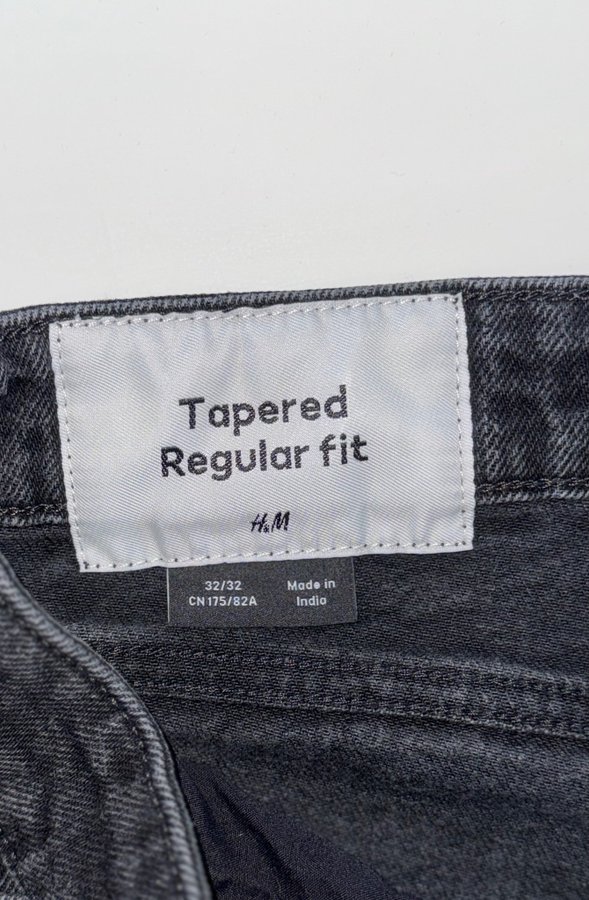 Tapered
Regular fit
H&M
32/32
CN 175/82A
Made in
India